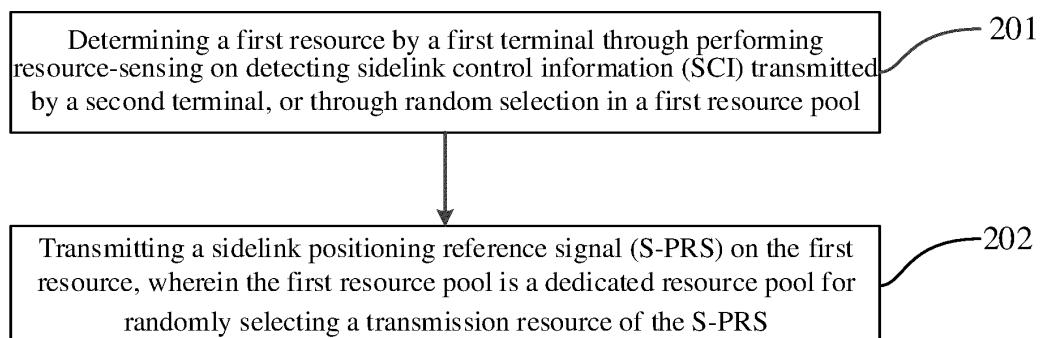 Determining a first resource by a first terminal through performing
resource-sensing on detecting sidelink control information (SCI) transmitted
by a second terminal, or through random selection in a first resource pool
201
Transmitting a sidelink positioning reference signal (S-PRS) on the first
resource, wherein the first resource pool is a dedicated resource pool for
randomly selecting a transmission resource of the S-PRS
202